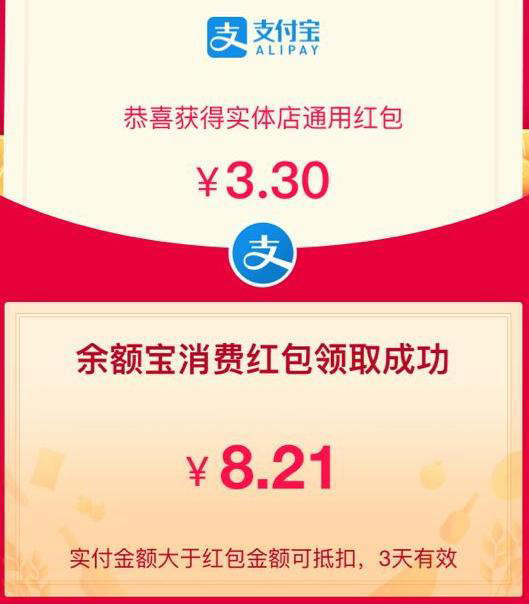 支 支付宝
ALIPAY
恭喜获得实体店通用红包
￥3.30
支
余额宝消费红包领取成功
￥8.21
实付金额大于红包金额可抵扣，3天有效